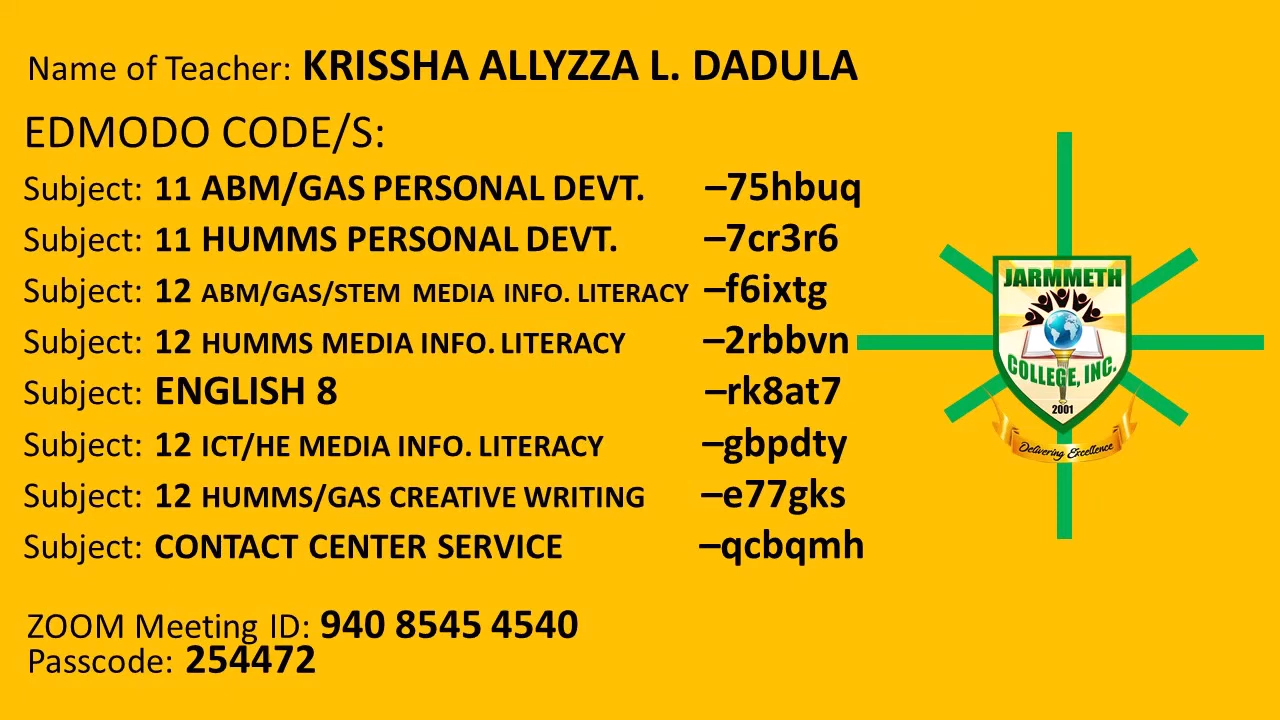 Name of Teacher: KRISSHA ALLYZZA L. DADULA
EDMODO CODE/S:
Subject: 11 ABM/GAS PERSONAL DEVT. –75hbuq
Subject: 11 HUMMS PERSONAL DEVT. –7cr3r6
Subject: 12 ABM/GAS/STEM MEDIA INFO. LITERACY –f6ixtg
Subject: 12 HUMMS MEDIA INFO. LITERACY –2rbbvn
Subject: ENGLISH 8 –rk8at7
Subject: 12 ICT/HE MEDIA INFO. LITERACY –gbpdty
Subject: 12 HUMMS/GAS CREATIVE WRITING –e77gks
Subject: CONTACT CENTER SERVICE –qcbqmh
ZOOM Meeting ID: 940 8545 4540
Passcode: 254472
JARMMETH
COLLEGE, INC.
2001
Delivering Excellence